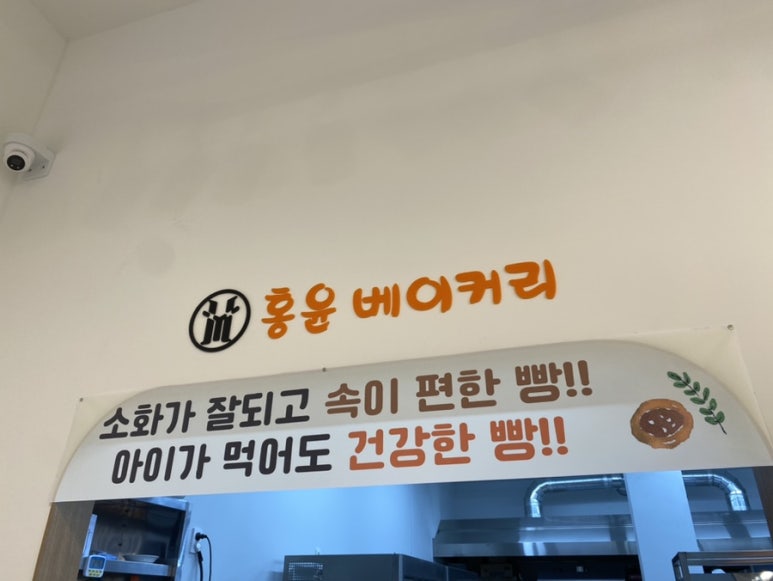 홍윤 베이커리
소화가 잘되고 속이 편한 빵!!
아이가 먹어도 건강한 빵!!